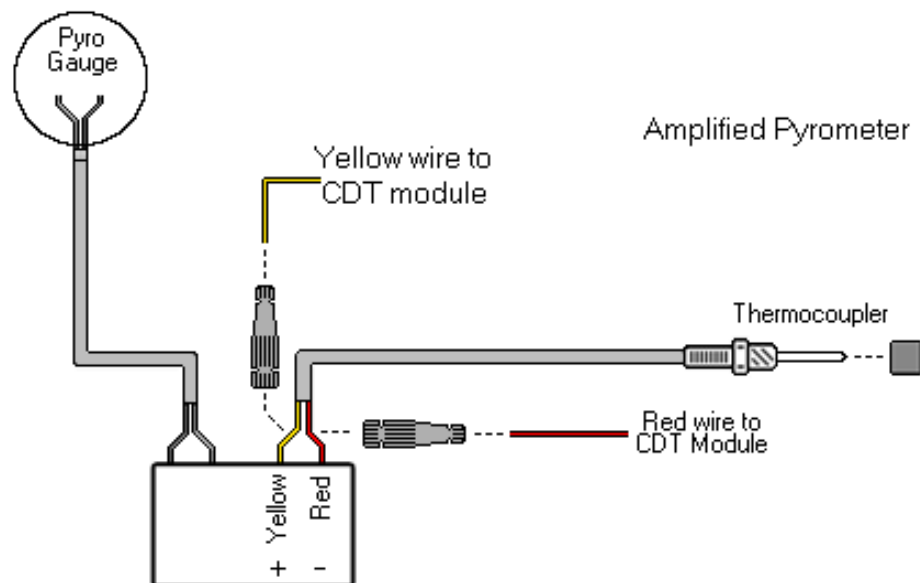 Pyro
Gauge
Amplified Pyrometer
Yellow wire to
CDT module
Thermocoupler
Red wire to
CDT Module
Yellow
Red
+
-